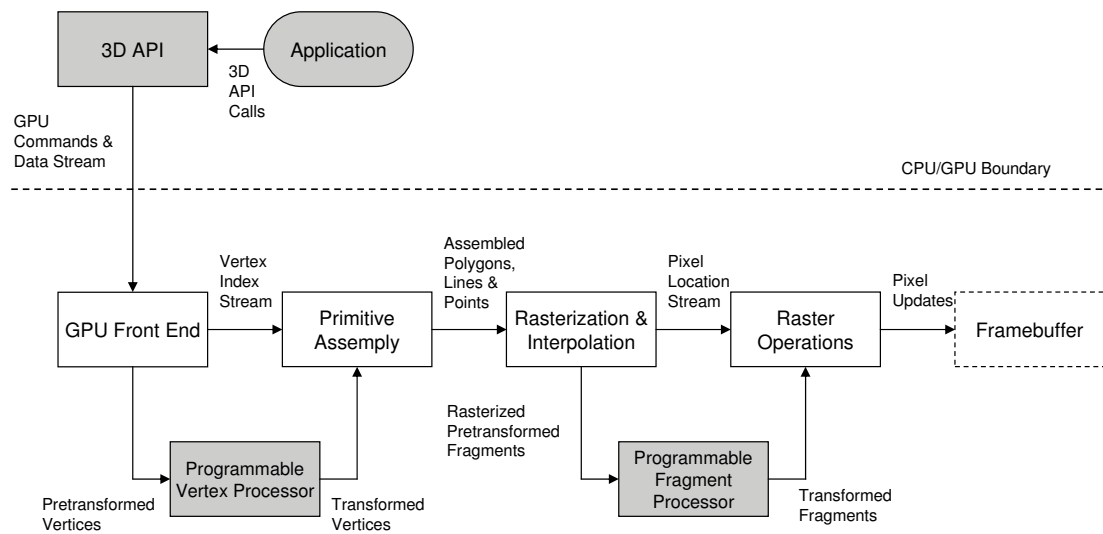 3D API
Application
3D
API
Calls
GPU
Commands &
Data Stream
CPU/GPU Boundary
Vertex
Index
Stream
Assembled
Polygons,
Lines &
Points
Pixel
Location
Stream
Pixel
Updates
GPU Front End
Primitive
Assemply
Rasterization &
Interpolation
Raster
Operations
Framebuffer
Rasterized
Pretransformed
Fragments
Programmable
Vertex Processor
Programmable
Fragment
Processor
Pretransformed
Vertices
Transformed
Vertices
Transformed
Fragments